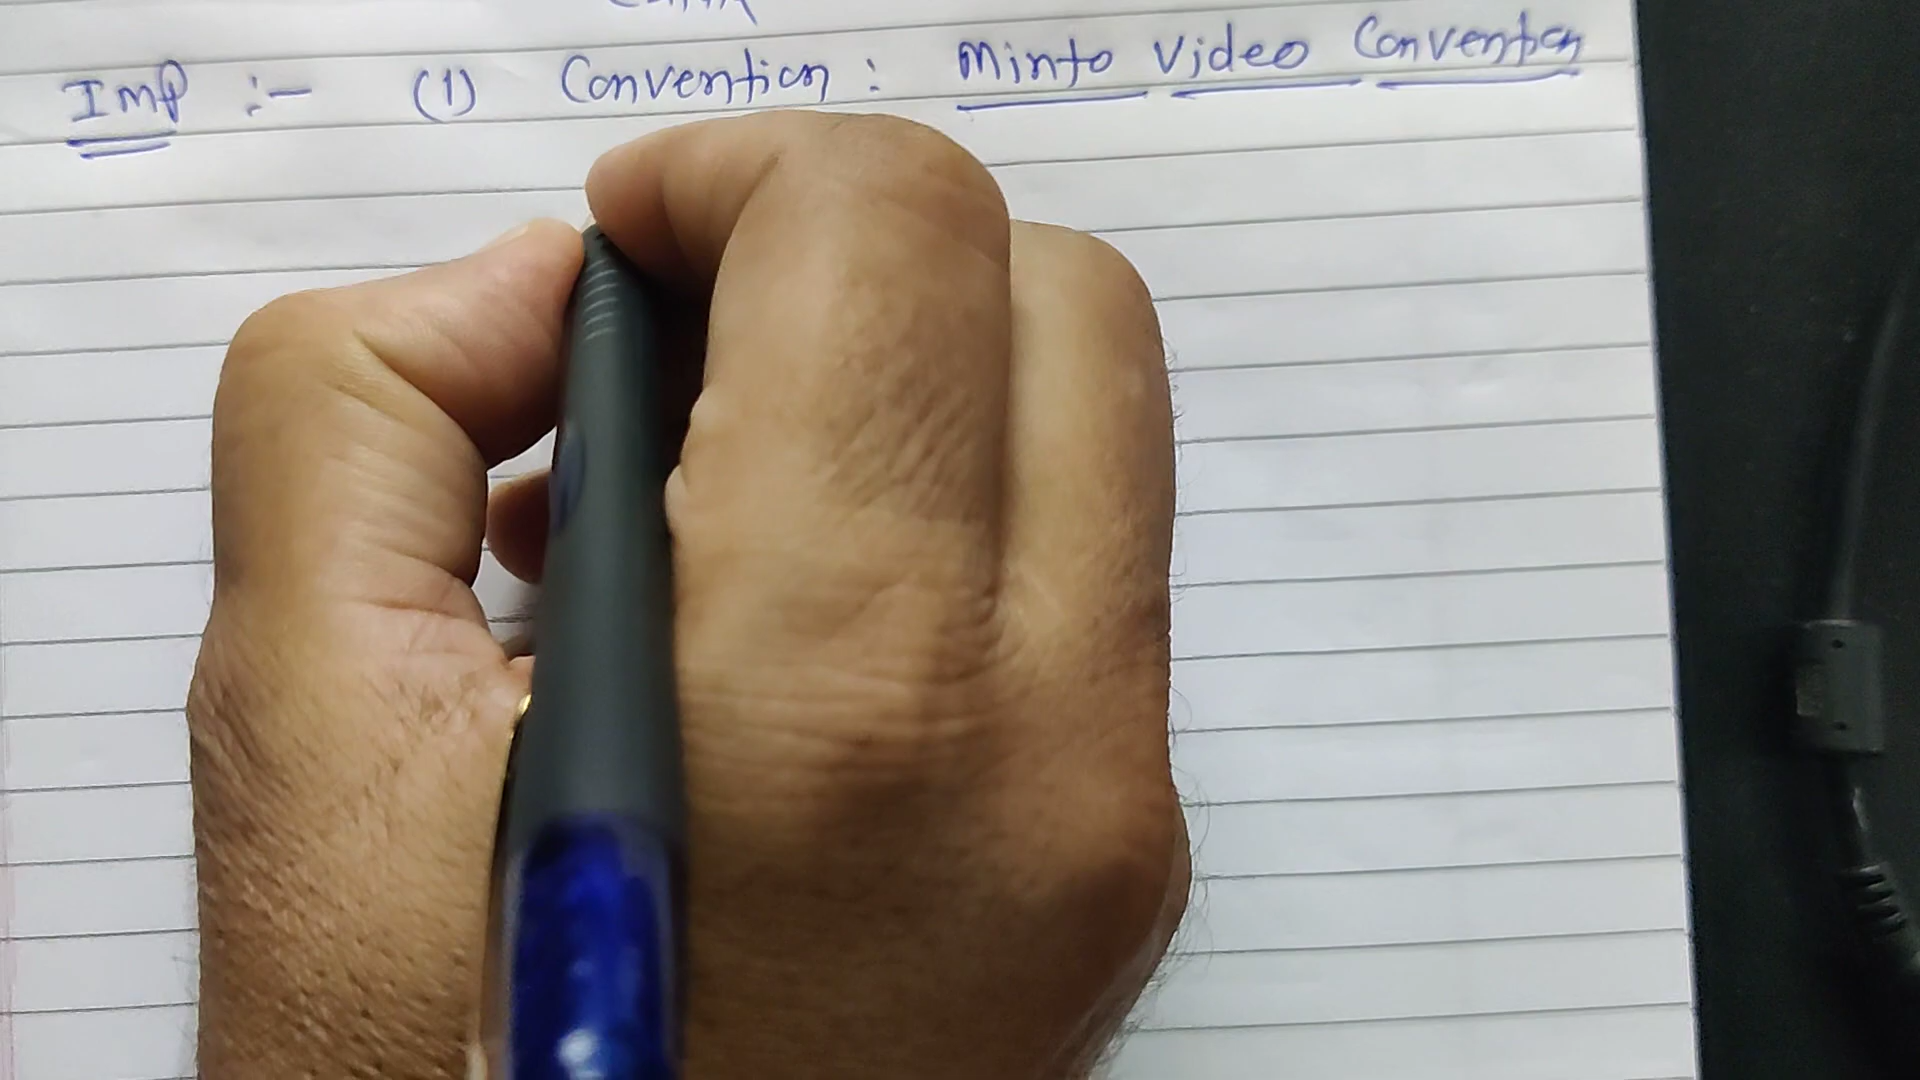 Imp :- (1) Convention : Minto Video Convention